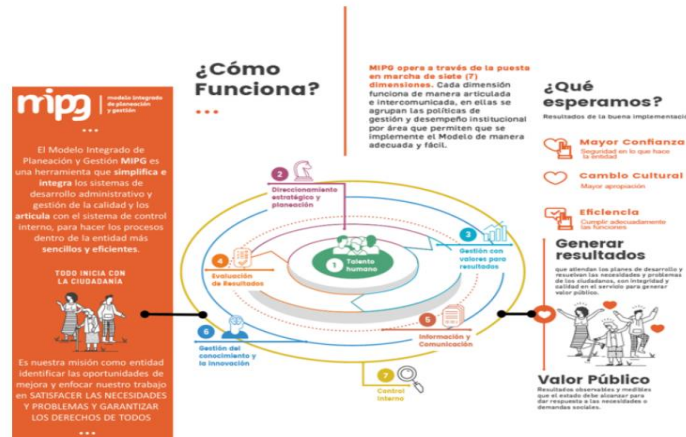 mipg
modelo integrado
de planeación
y gestión
El Modelo Integrado de
Planeación y Gestión MIPG es
una herramienta que simplifica e
integra los sistemas de
desarrollo administrativo y
gestión de la calidad y los
articula con el sistema de control
interno, para hacer los procesos
dentro de la entidad más
sencillos y eficientes.
TODO INICIA CON
LA CIUDADANÍA
Es nuestra misión como entidad
identificar las oportunidades de
mejora y enfocar nuestro trabajo
en SATISFACER LAS NECESIDADES
Y PROBLEMAS Y GARANTIZAR
LOS DERECHOS DE TODOS
¿Cómo
Funciona?
MIPG opera a través de la puesta
en marcha de siete (7)
dimensiones. Cada dimensión
funciona de manera articulada
e intercomunicada, en ellas se
agrupan las políticas de
gestión y desempeño institucional
por área que permiten que se
implemente el Modelo de manera
adecuada y fácil.
2
Direccionamiento
estratégico y
planeación
3
Gestión con
valores para
resultados
1
Talento
humano
4
Evaluación
de Resultados
5
Información y
Comunicación
6
Gestión del
conocimiento y
la Innovación
7
Control
Interno
¿Qué
esperamos?
Resultados de la buena implementació
Mayor Confianza
Seguridad en lo que hace
la entidad
Cambio Cultural
Mayor apropiación
Eficiencia
Cumplir adecuadamente
las funciones
Generar
resultados
que atiendan los planes de desarrollo y
resuelvan las necesidades y problemas
de los ciudadanos, con integridad y
calidad en el servicio para generar
valor público.
Valor Público
Resultados observables y medibles
que el estado debe alcanzar para
dar respuesta a las necesidades o
demandas sociales.